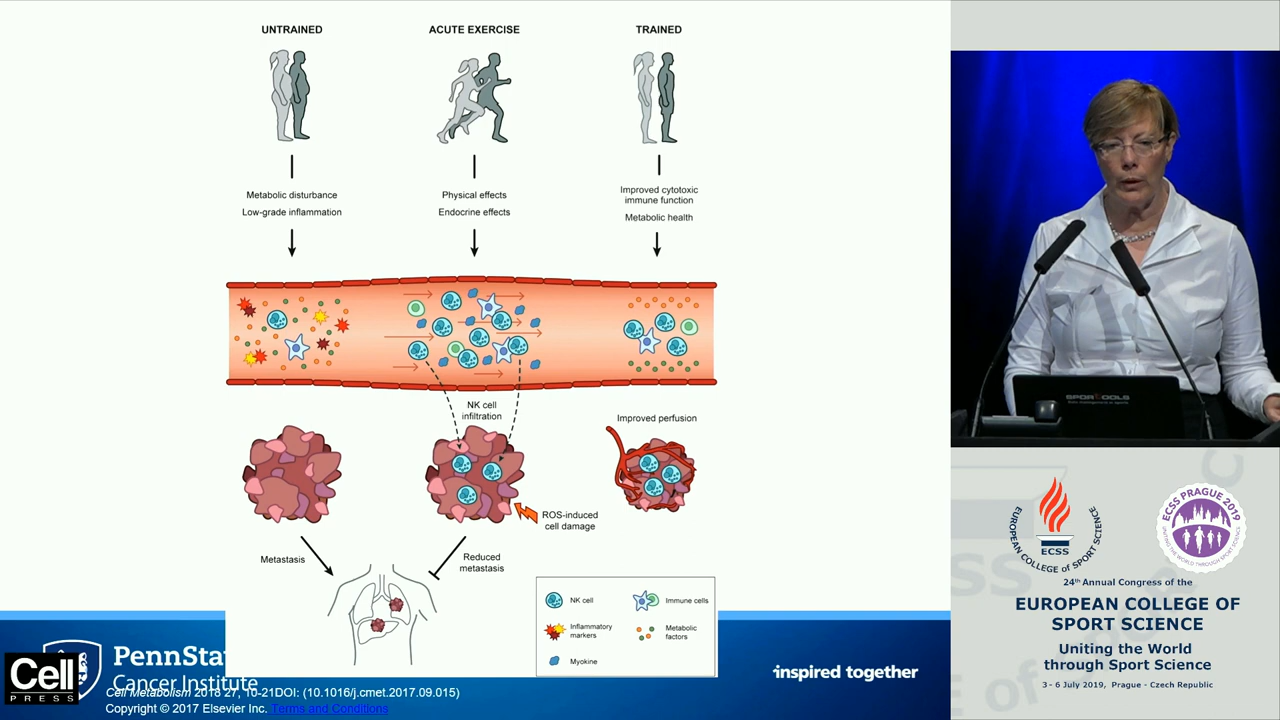 UNTRAINED
ACUTE EXERCISE
TRAINED
Metabolic disturbance
Low-grade inflammation
Physical effects
Endocrine effects
Improved cytotoxic
immune function
Metabolic health
NK cell
infiltration
Improved perfusion
ROS-induced
cell damage
Metastasis
Reduced
metastasis
NK cell
Immune cells
Inflammatory
markers
Metabolic
factors
Myokine
PennSta
Cancer Institute
inspired together
Cell
PRESS
Cell Metabolism 2018 27, 10-21DOI: (10.1016/j.cmet.2017.09.015)
Copyright © 2017 Elsevier Inc. Terms and Conditions
SPORTOOLS
EUROPEAN COLLEGE OF SPORT SCIENCE
ECSS
ECSS PRAGUE 2019
UNITING THE WORLD THROUGH SPORT SCIENCE
24th Annual Congress of the
EUROPEAN COLLEGE OF
SPORT SCIENCE
Uniting the World
through Sport Science
3 - 6 July 2019, Prague - Czech Republic